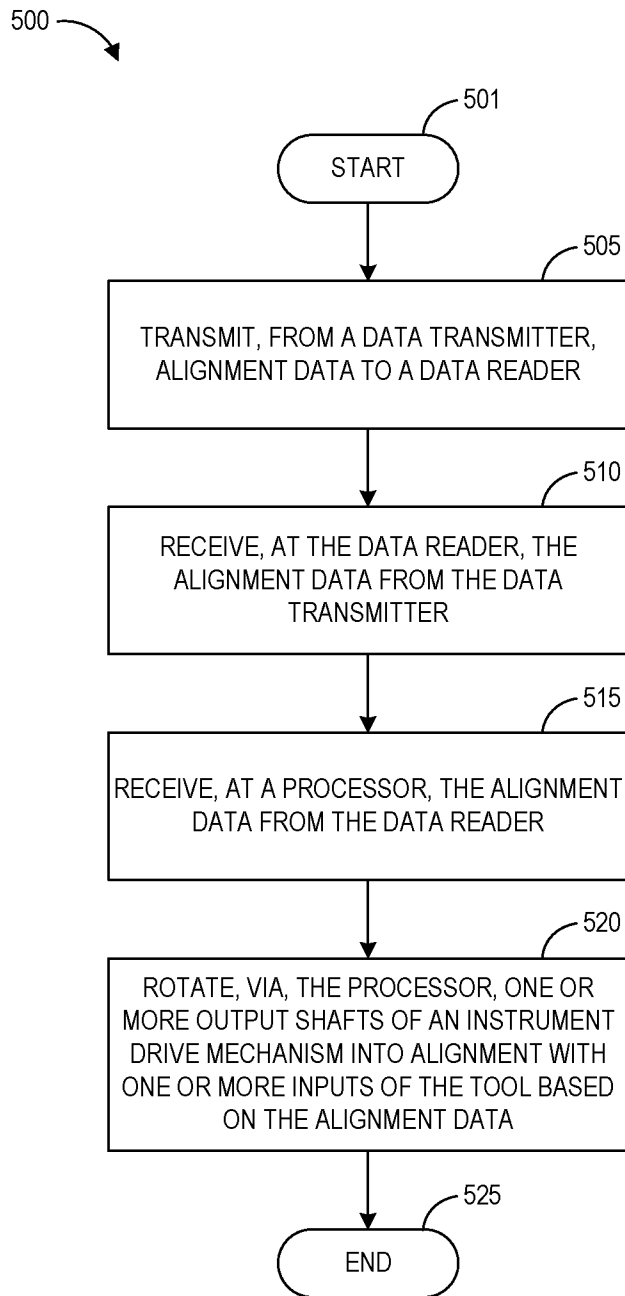 500
501
START
505
TRANSMIT, FROM A DATA TRANSMITTER,
ALIGNMENT DATA TO A DATA READER
510
RECEIVE, AT THE DATA READER, THE
ALIGNMENT DATA FROM THE DATA
TRANSMITTER
515
RECEIVE, AT A PROCESSOR, THE ALIGNMENT
DATA FROM THE DATA READER
520
ROTATE, VIA, THE PROCESSOR, ONE OR
MORE OUTPUT SHAFTS OF AN INSTRUMENT
DRIVE MECHANISM INTO ALIGNMENT WITH
ONE OR MORE INPUTS OF THE TOOL BASED
ON THE ALIGNMENT DATA
525
END